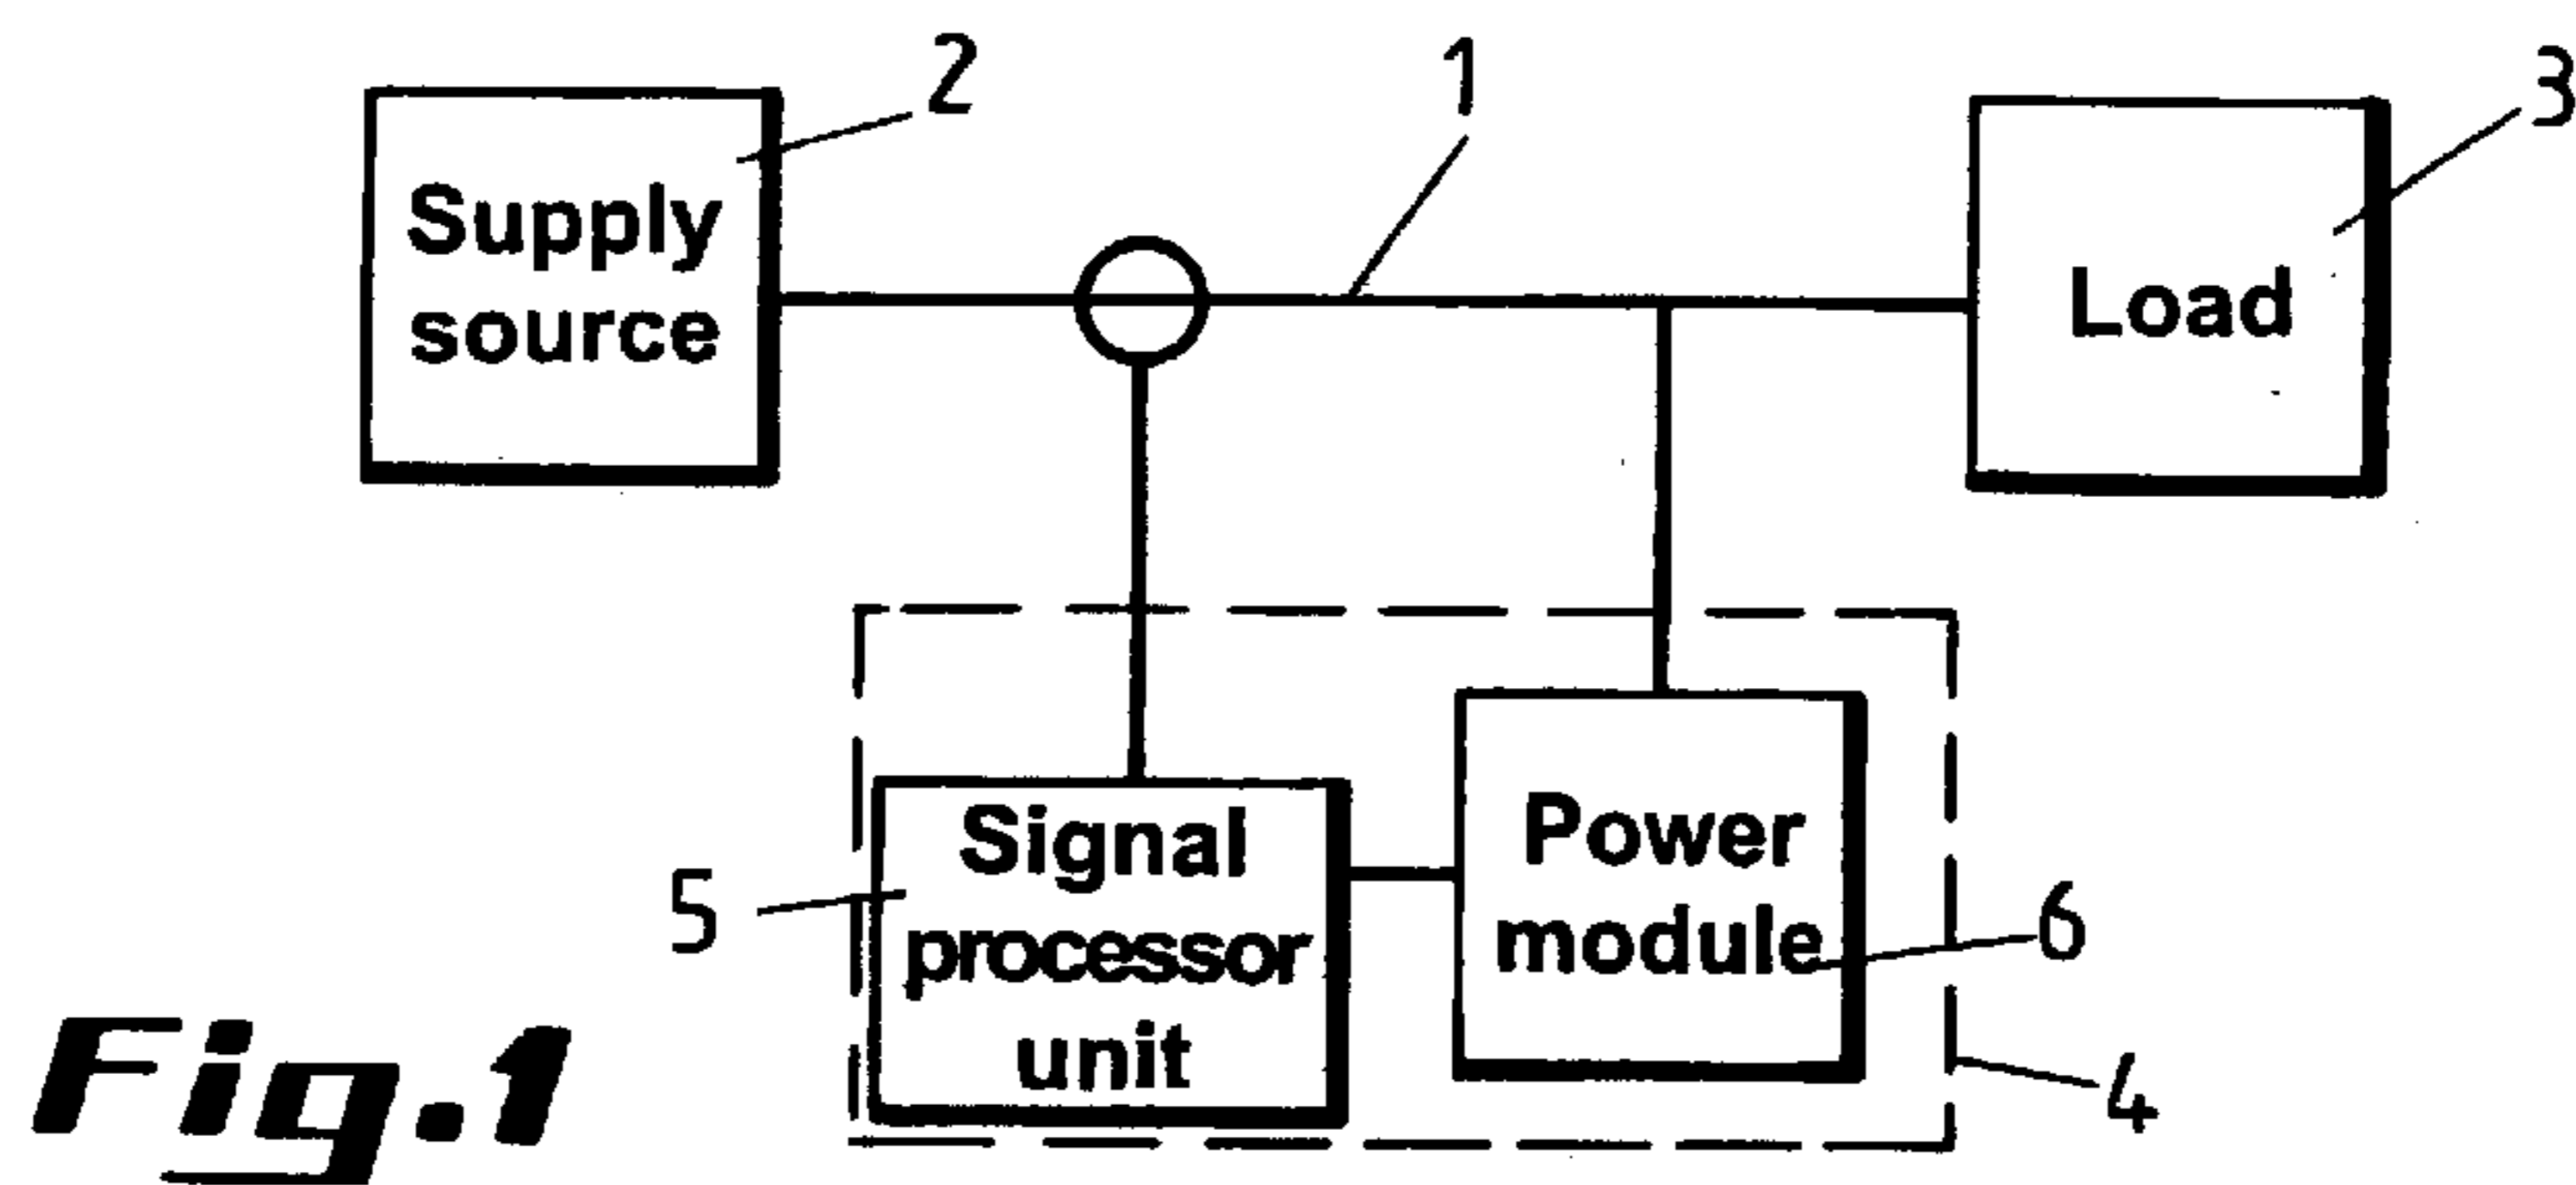 2
1
3
Supply
source
Load
Signal
processor
unit
Power
module
5
6
4
Fig.1